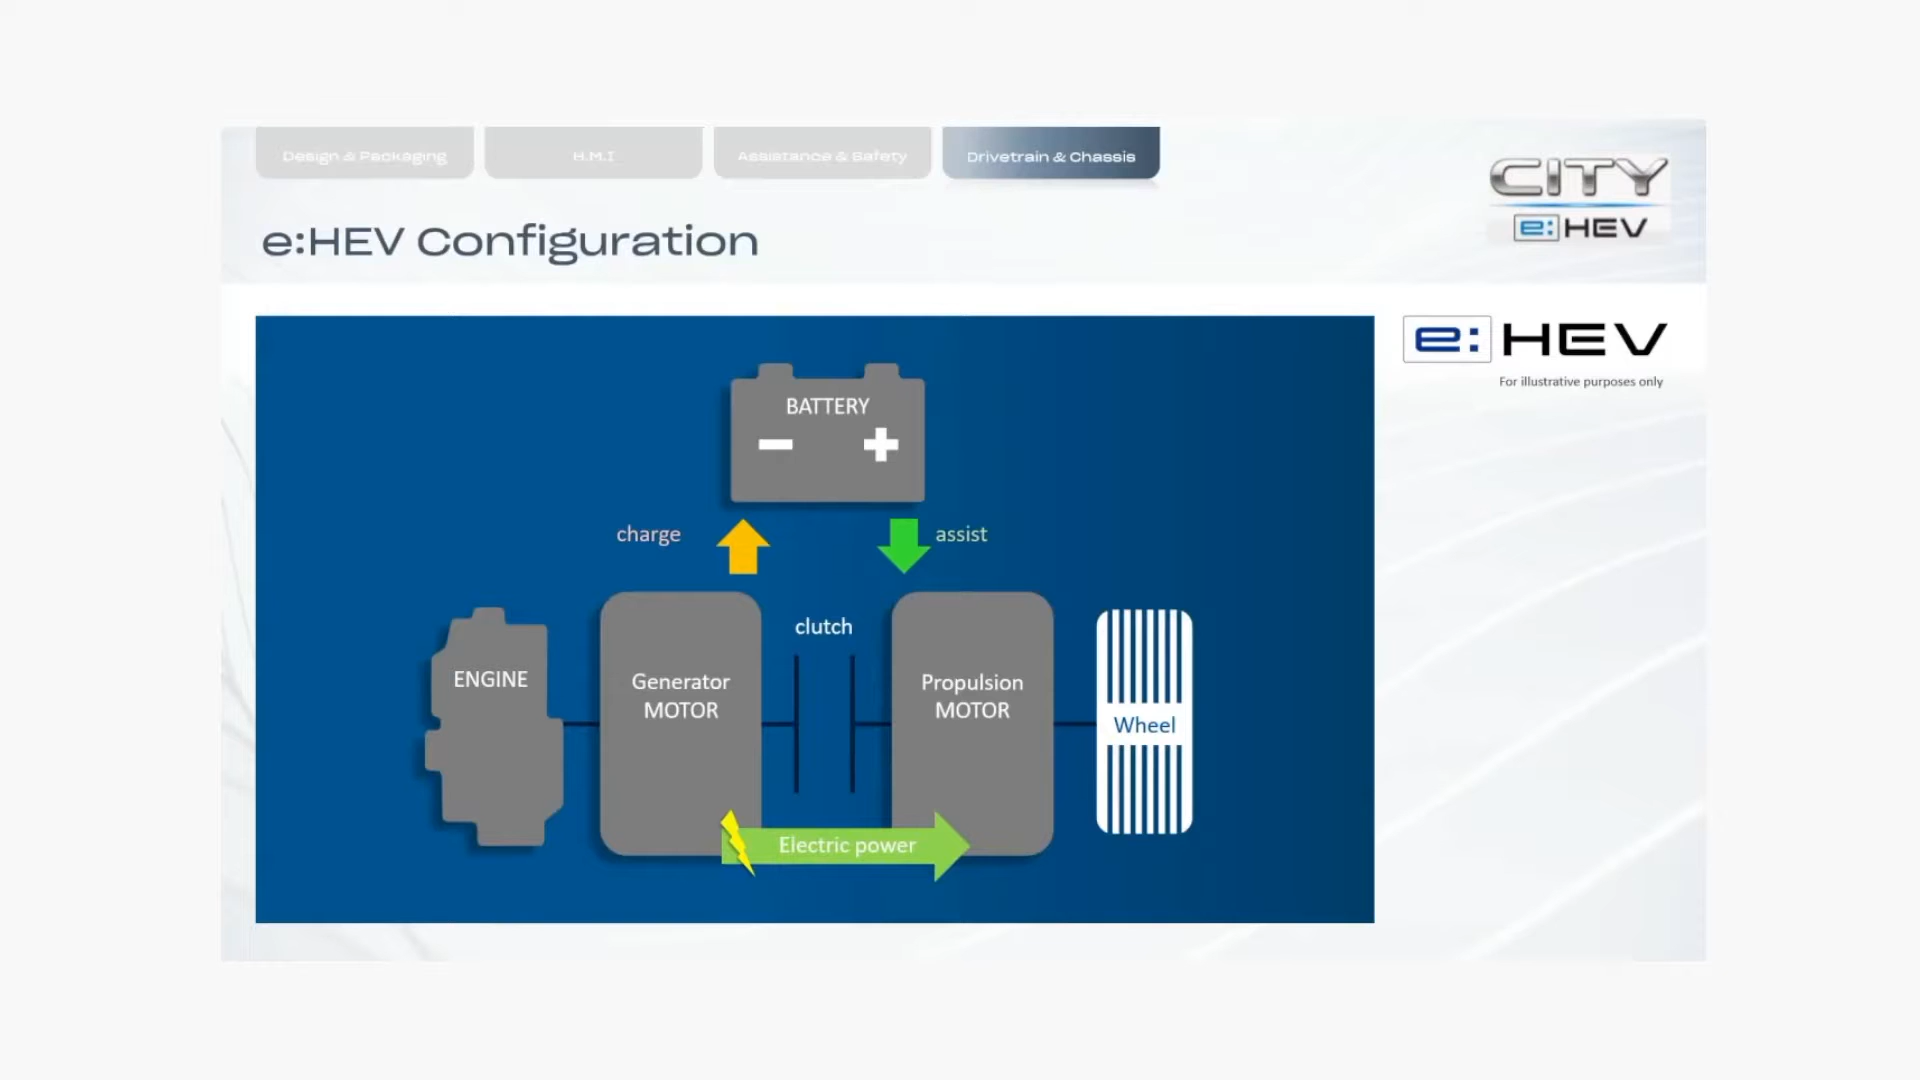 Design & Packaging
H.M.I
Assistance & Safety
Drivetrain & Chassis
CITY
e:HEV
e:HEV Configuration
e:HEV
For illustrative purposes only
BATTERY
charge
assist
clutch
ENGINE
Generator
MOTOR
Propulsion
MOTOR
Wheel
Electric power